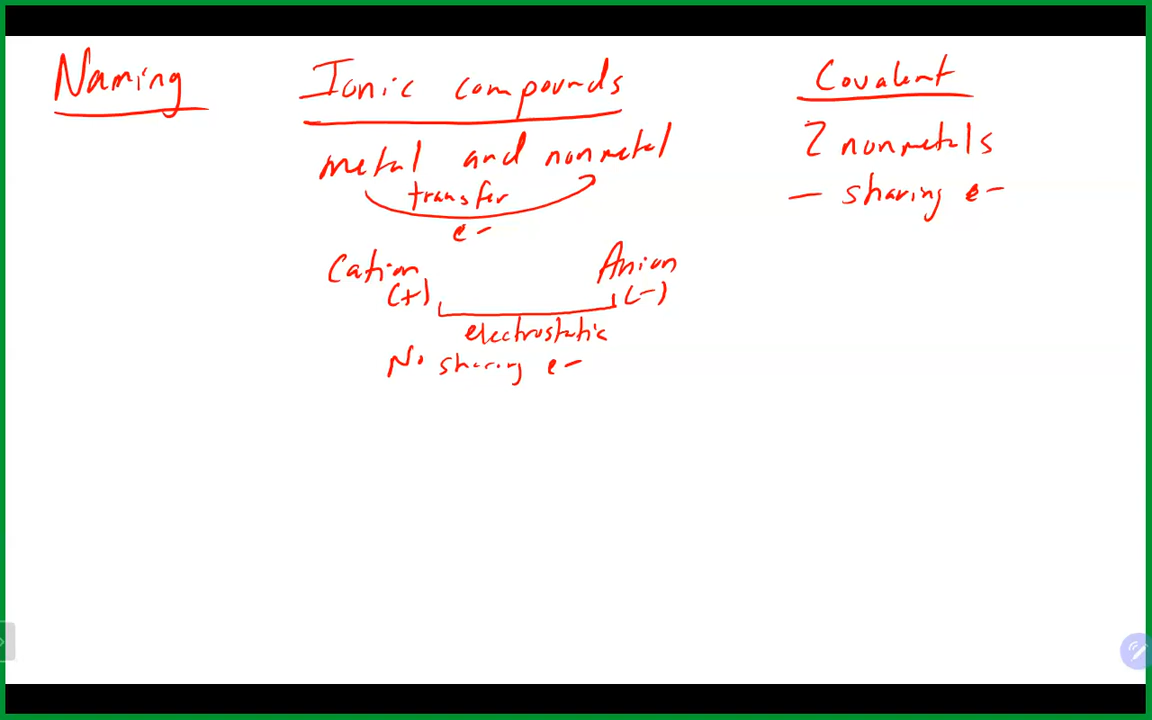 Naming
Ionic compounds
metal and nonmetal
transfer
e-
Cation
(+)
Anion
(-)
electrostatic
No sharing e-
Covalent
2 nonmetals
- sharing e-